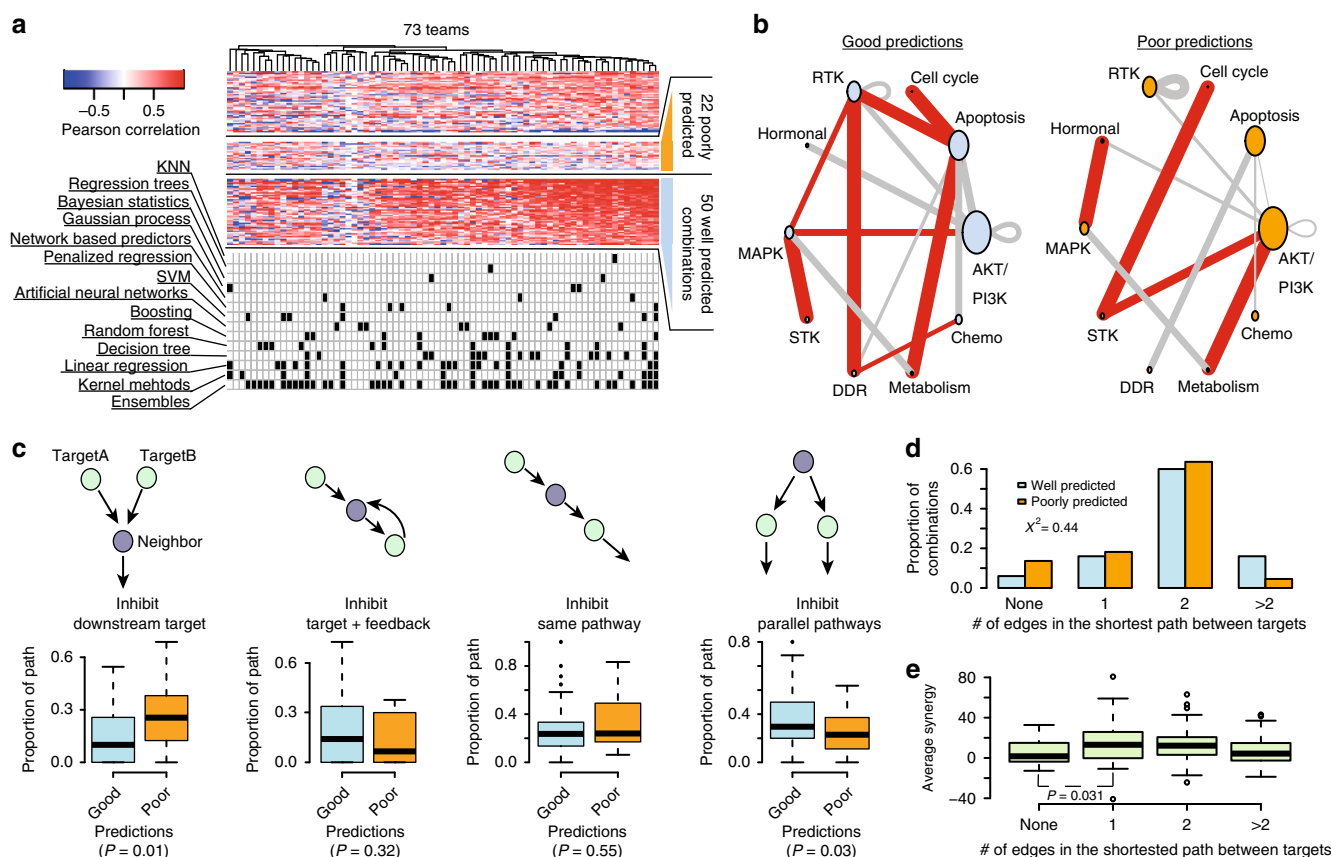 a
73 teams
−0.5 0.5
Pearson correlation
22 poorly
predicted
50 well predicted
combinations
KNN
Regression trees
Bayesian statistics
Gaussian process
Network based predictors
Penalized regression
SVM
Artificial neural networks
Boosting
Random forest
Decision tree
Linear regression
Kernel mehtods
Ensembles
b
Good predictions
RTK
Cell cycle
Hormonal
Apoptosis
MAPK
AKT/
PI3K
STK
Chemo
DDR
Metabolism
Poor predictions
RTK
Cell cycle
Hormonal
Apoptosis
MAPK
AKT/
PI3K
STK
Chemo
DDR
Metabolism
c
TargetA TargetB
Neighbor
Inhibit
downstream target
Proportion of path
0.6
0.3
0.0
Good Poor
Predictions
(P = 0.01)
Inhibit
target + feedback
Proportion of path
0.6
0.3
0.0
Good Poor
Predictions
(P = 0.32)
Inhibit
same pathway
Proportion of path
0.8
0.4
0.0
Good Poor
Predictions
(P = 0.55)
Inhibit
parallel pathways
Proportion of path
0.8
0.4
0.0
Good Poor
Predictions
(P = 0.03)
d
Proportion of
combinations
0.6
0.4
0.2
0.0
Well predicted
Poorly predicted
X²= 0.44
None 1 2 >2
# of edges in the shortest path between targets
e
Average synergy
80
40
0
−40
P = 0.031
None 1 2 >2
# of edges in the shortested path between targets